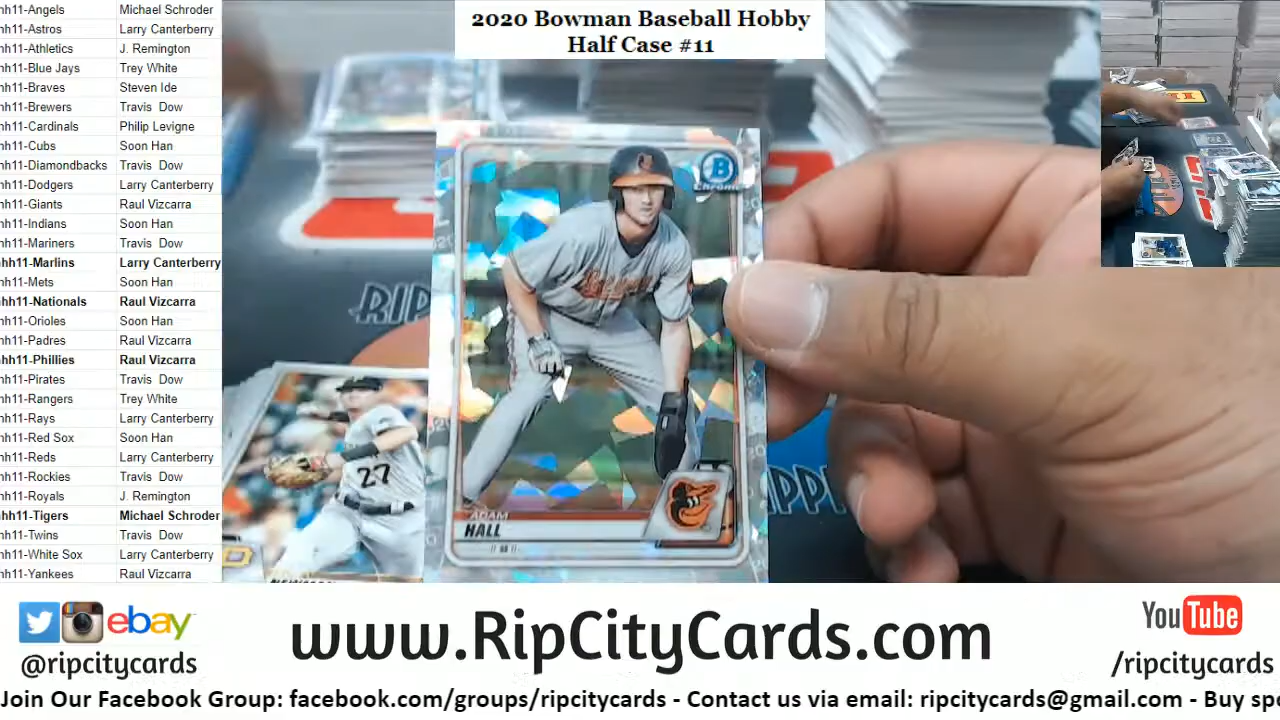 2020 Bowman Baseball Hobby
Half Case #11
hh11-Angels Michael Schroder
hh11-Astros Larry Canterberry
hh11-Athletics J. Remington
hh11-Blue Jays Trey White
hh11-Braves Steven Ide
hh11-Brewers Travis Dow
hh11-Cardinals Philip Levigne
hh11-Cubs Soon Han
hh11-Diamondbacks Travis Dow
hh11-Dodgers Larry Canterberry
hh11-Giants Raul Vizcarra
hh11-Indians Soon Han
hh11-Mariners Travis Dow
hh11-Marlins Larry Canterberry
hh11-Mets Soon Han
hh11-Nationals Raul Vizcarra
hh11-Orioles Soon Han
hh11-Padres Raul Vizcarra
hh11-Phillies Raul Vizcarra
hh11-Pirates Travis Dow
hh11-Rangers Trey White
hh11-Rays Larry Canterberry
hh11-Red Sox Soon Han
hh11-Reds Larry Canterberry
hh11-Rockies Travis Dow
hh11-Royals J. Remington
hh11-Tigers Michael Schroder
hh11-Twins Travis Dow
hh11-White Sox Larry Canterberry
hh11-Yankees Raul Vizcarra
B
Chrome
RIP
27
ADAM
HALL
ebay
@ripcitycards
www.RipCityCards.com
YouTube
/ripcitycards
Join Our Facebook Group: facebook.com/groups/ripcitycards - Contact us via email: ripcitycards@gmail.com - Buy spo